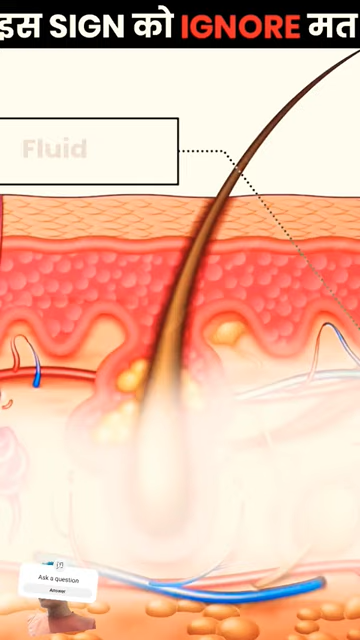 इस SIGN को IGNORE मत
Fluid
Ask a question
Answer